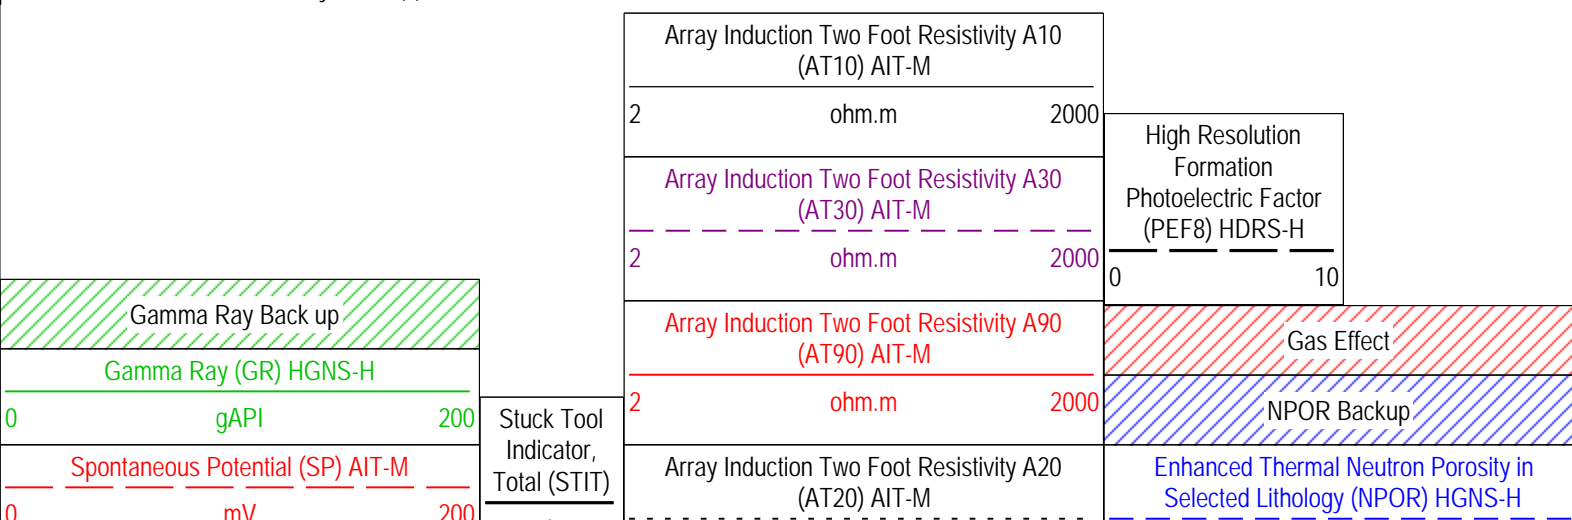 Array Induction Two Foot Resistivity A10
(AT10) AIT-M
2 ohm.m 2000
Array Induction Two Foot Resistivity A30
(AT30) AIT-M
2 ohm.m 2000
Array Induction Two Foot Resistivity A90
(AT90) AIT-M
2 ohm.m 2000
Array Induction Two Foot Resistivity A20
(AT20) AIT-M
High Resolution
Formation
Photoelectric Factor
(PEF8) HDRS-H
0 10
Gamma Ray Back up
Gamma Ray (GR) HGNS-H
0 gAPI 200
Spontaneous Potential (SP) AIT-M
0 mV 200
Stuck Tool
Indicator,
Total (STIT)
Gas Effect
NPOR Backup
Enhanced Thermal Neutron Porosity in
Selected Lithology (NPOR) HGNS-H